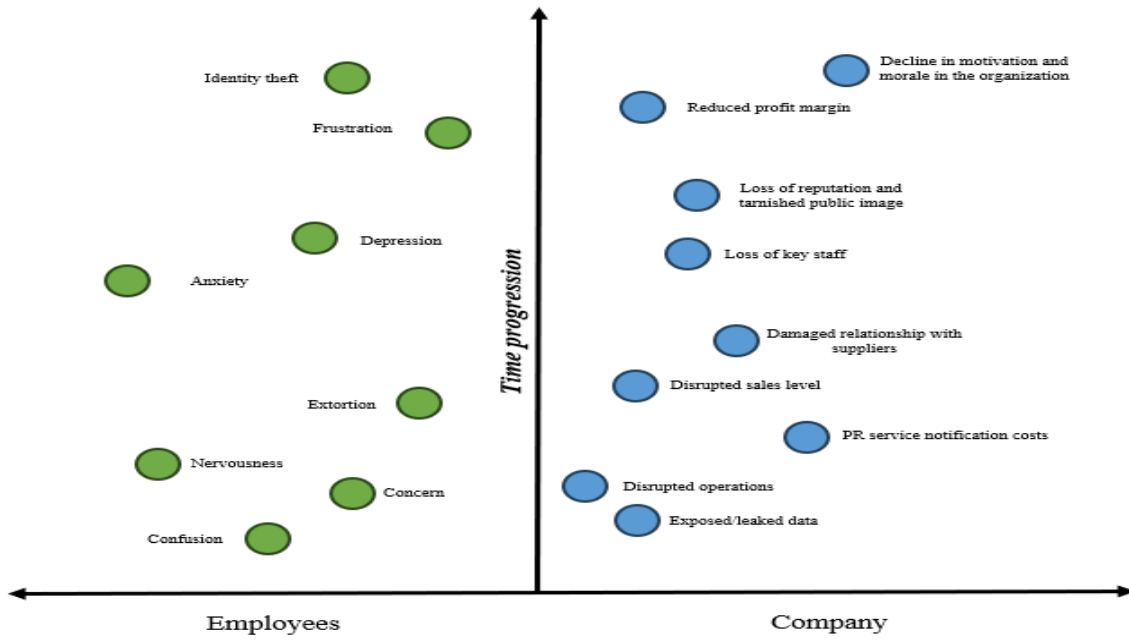 Identity theft
Frustration
Depression
Anxiety
Extortion
Nervousness
Concern
Confusion
Time progression
Decline in motivation and
morale in the organization
Reduced profit margin
Loss of reputation and
tarnished public image
Loss of key staff
Damaged relationship with
suppliers
Disrupted sales level
PR service notification costs
Disrupted operations
Exposed/leaked data
Employees
Company